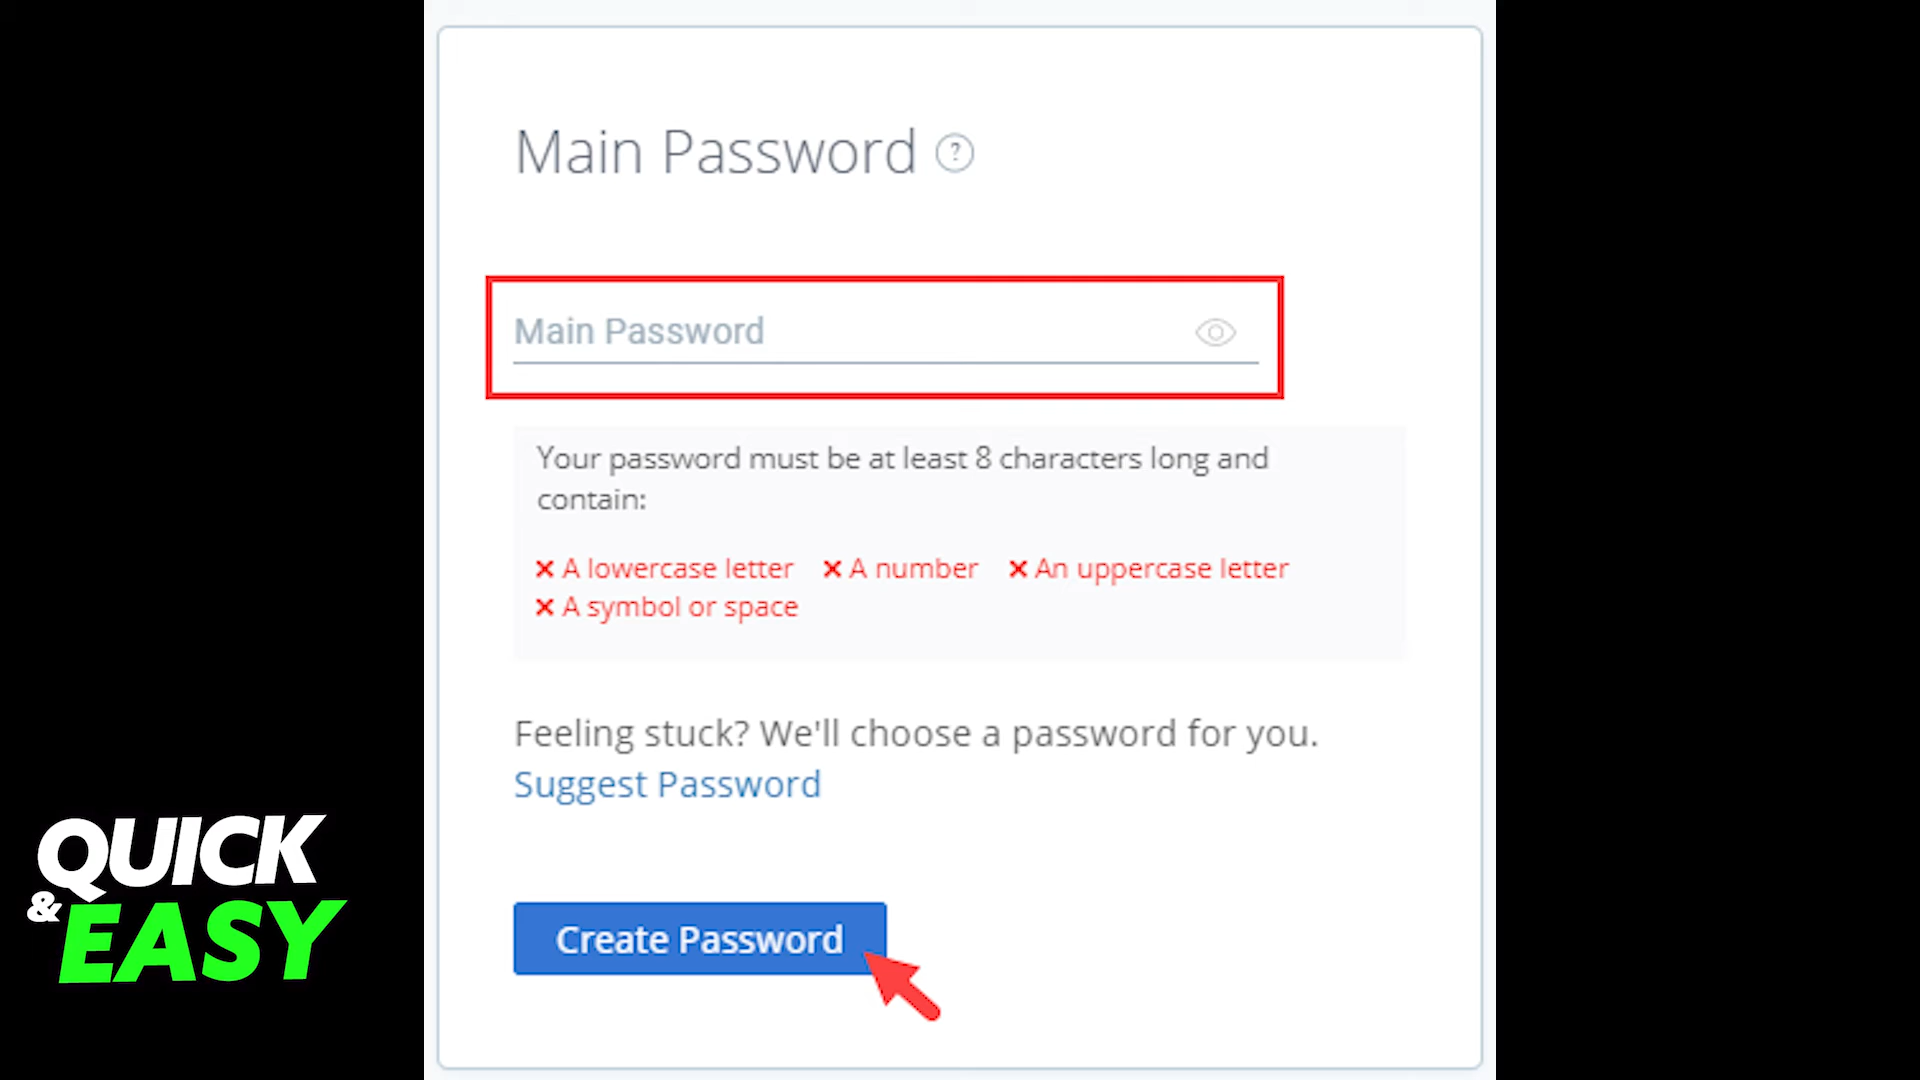 Main Password ?
Main Password
Your password must be at least 8 characters long and
contain:
× A lowercase letter × A number × An uppercase letter
× A symbol or space
Feeling stuck? We'll choose a password for you.
Suggest Password
Create Password
QUICK
&EASY